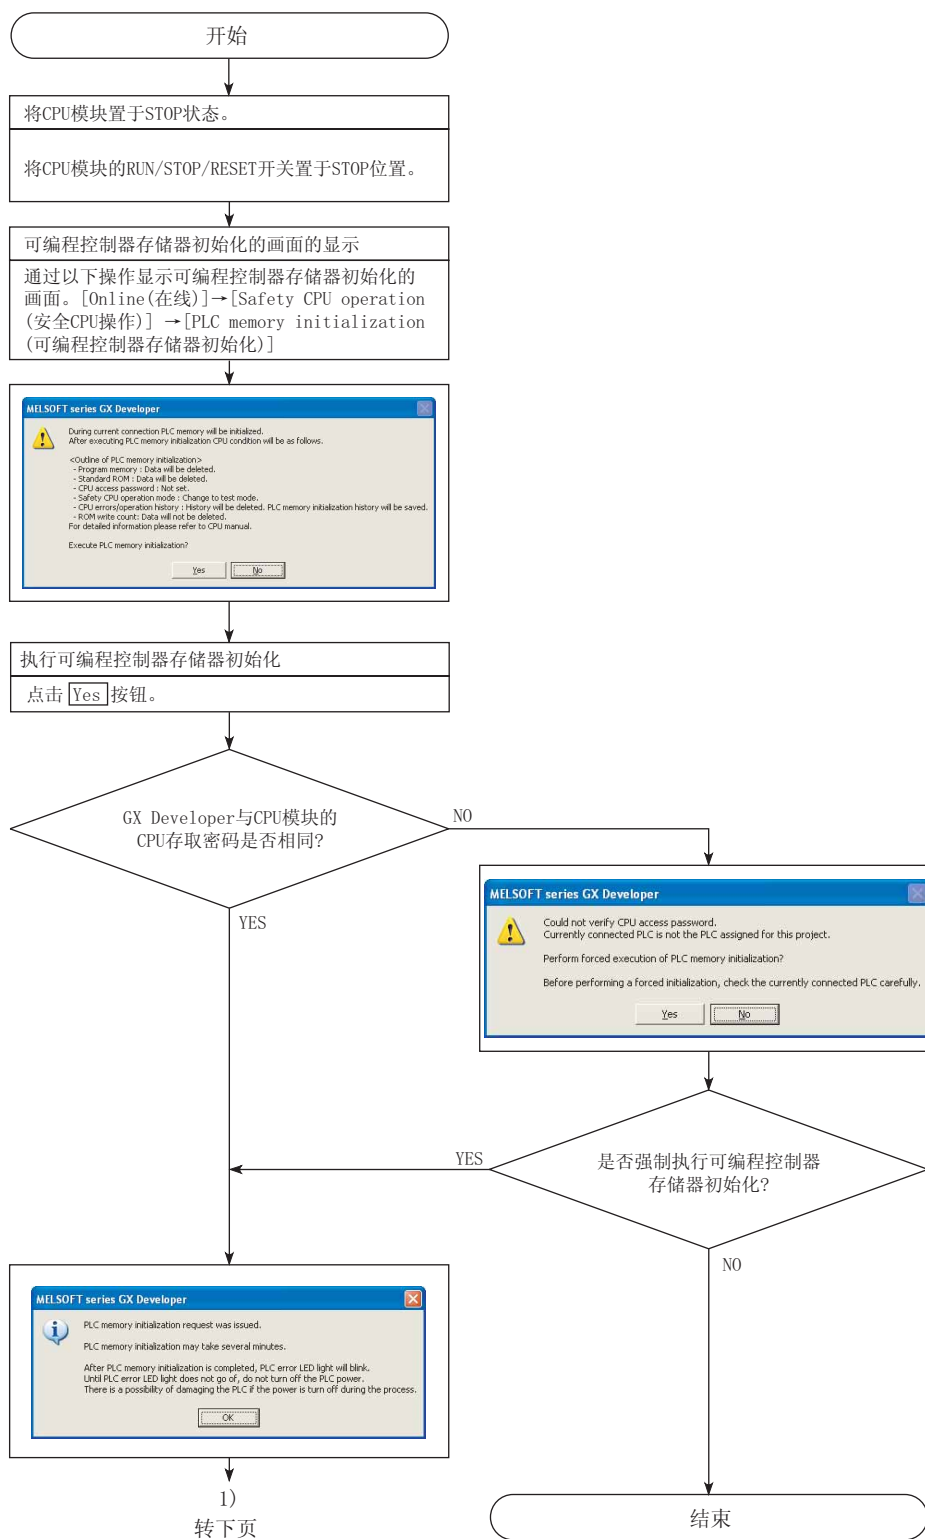 开始
将CPU模块置于STOP状态。
将CPU模块的RUN/STOP/RESET开关置于STOP位置。
可编程控制器存储器初始化的画面的显示
通过以下操作显示可编程控制器存储器初始化的
画面。[Online(在线)]→[Safety CPU operation
(安全CPU操作)] →[PLC memory initialization
(可编程控制器存储器初始化)]
MELSOFT series GX Developer
During current connection PLC memory will be initialized.
After executing PLC memory initialization CPU condition will be as follows.
<Outline of PLC memory initialization>
- Program memory : Data will be deleted.
- Standard ROM : Data will be deleted.
- CPU access password : Not set.
- Safety CPU operation mode : Change to test mode.
- CPU errors/operation history : History will be deleted. PLC memory initialization history will be saved.
- ROM write count: Data will not be deleted.
For detailed information please refer to CPU manual.
Execute PLC memory initialization?
Yes No
执行可编程控制器存储器初始化
点击 Yes 按钮。
GX Developer与CPU模块的
CPU存取密码是否相同?
NO
YES
MELSOFT series GX Developer
Could not verify CPU access password.
Currently connected PLC is not the PLC assigned for this project.
Perform forced execution of PLC memory initialization?
Before performing a forced initialization, check the currently connected PLC carefully.
Yes No
YES
是否强制执行可编程控制器
存储器初始化?
NO
MELSOFT series GX Developer
PLC memory initialization request was issued.
PLC memory initialization may take several minutes.
After PLC memory initialization is completed, PLC error LED light will blink.
Until PLC error LED light does not go of, do not turn off the PLC power.
There is a possibility of damaging the PLC if the power is turn off during the process.
OK
1)
转下页
结束